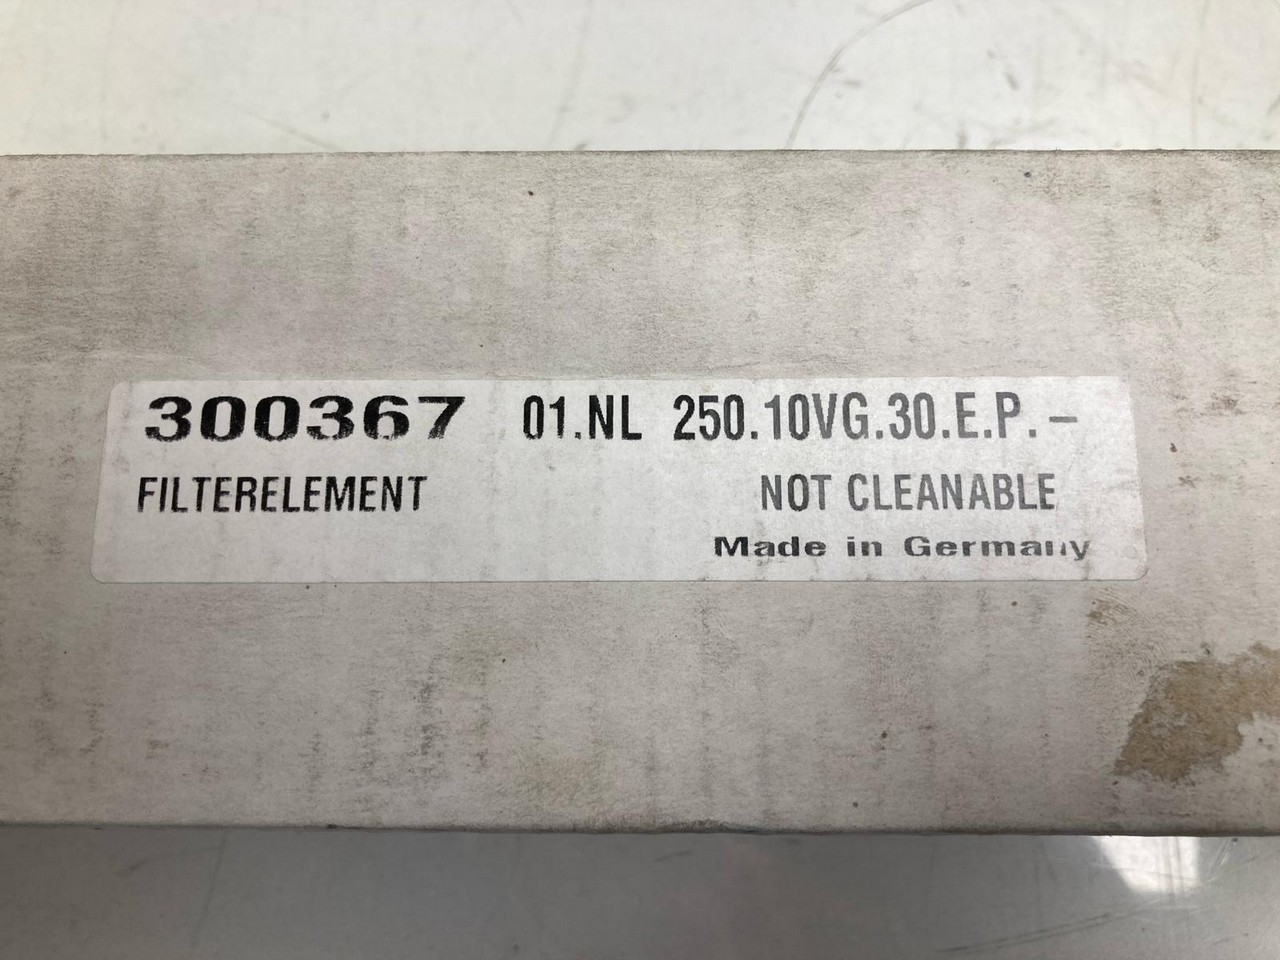 300367 01.NL 250.10VG.30.E.P.-
FILTERELEMENT NOT CLEANABLE
Made in Germany